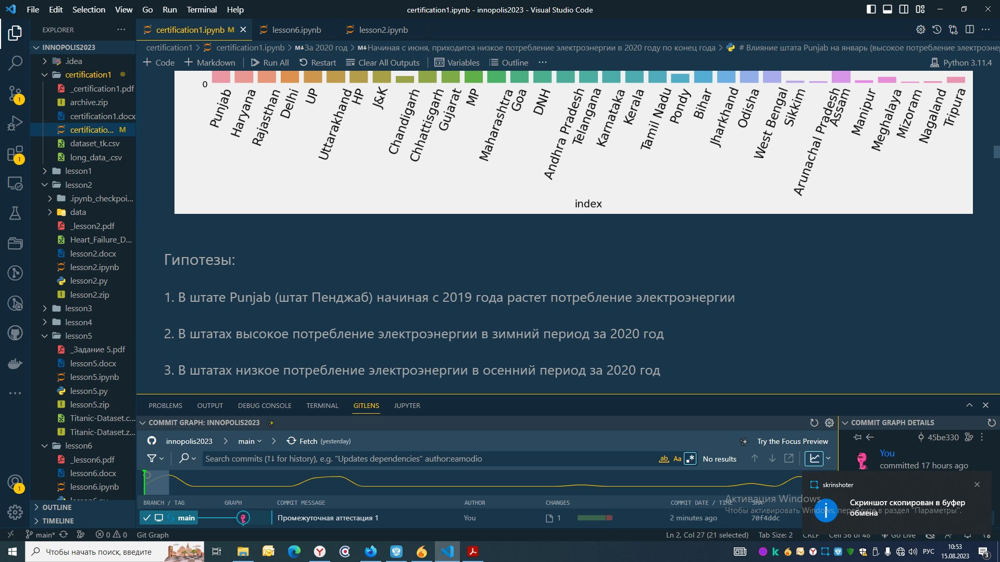 File Edit Selection View Go Run Terminal Help
certification1.ipynb - innopolis2023 - Visual Studio Code
EXPLORER
certification1.ipynb M
lesson6.ipynb
lesson2.ipynb
INNOPOLIS2023
certification1 > certification1.ipynb > За 2020 год > Начиная с июня, приходится низкое потребление электроэнергии в 2020 году по конец года > # Влияние штата Punjab на январь (высокое потребление электроэнер
Code Markdown Run All Restart Clear All Outputs Variables Outline
Python 3.11.4
.idea
certification1
_certification1.pdf
archive.zip
certification1.docx
certificatio... M
dataset_tk.csv
long_data_.csv
lesson1
lesson2
.ipynb_checkpoi...
data
_lesson2.pdf
Heart_Failure_D...
lesson2.docx
lesson2.ipynb
lesson2.py
lesson2.zip
lesson3
lesson4
lesson5
_Задание 5.pdf
lesson5.docx
lesson5.ipynb
lesson5.py
lesson5.zip
Titanic-Dataset.c...
Titanic-Dataset.z...
lesson6
_lesson6.pdf
lesson6.docx
lesson6.ipynb
OUTLINE
TIMELINE
1
1
1
0
Punjab
Haryana
Rajasthan
Delhi
UP
Uttarakhand
HP
J&K
Chandigarh
Chhattisgarh
Gujarat
MP
Maharashtra
Goa
DNH
Andhra Pradesh
Telangana
Karnataka
Kerala
Tamil Nadu
Pondy
Bihar
Jharkhand
Odisha
West Bengal
Sikkim
Arunachal Pradesh
Assam
Manipur
Meghalaya
Mizoram
Nagaland
Tripura
index
Гипотезы:
1. В штате Punjab (штат Пенджаб) начиная с 2019 года растет потребление электроэнергии
2. В штатах высокое потребление электроэнергии в зимний период за 2020 год
3. В штатах низкое потребление электроэнергии в осенний период за 2020 год
PROBLEMS OUTPUT DEBUG CONSOLE TERMINAL GITLENS JUPYTER
COMMIT GRAPH: INNOPOLIS2023
COMMIT GRAPH DETAILS
innopolis2023 > main > Fetch (yesterday)
Try the Focus Preview
45be330
Search commits (↑↓ for history), e.g. "Updates dependencies" author:eamodio
ab Aa .* No results
You
committed 17 hours ago
BRANCH / TAG GRAPH COMMIT MESSAGE AUTHOR CHANGES COMMIT DATE / TIME SHA
main Промежуточная аттестация 1 You 1 2 minutes ago 70f4ddc
skrinshoter
Скриншот скопирован в буфер
обмена
Активация Windows
Чтобы активировать Windows, перейдите в раздел "Параметры".
main* 0 0 Git Graph
Ln 2, Col 27 (21 selected) Tab Size: 2 CRLF Cell 36 of 48 Go Live
Чтобы начать поиск, введите
РУС
10:53
15.08.2023
3